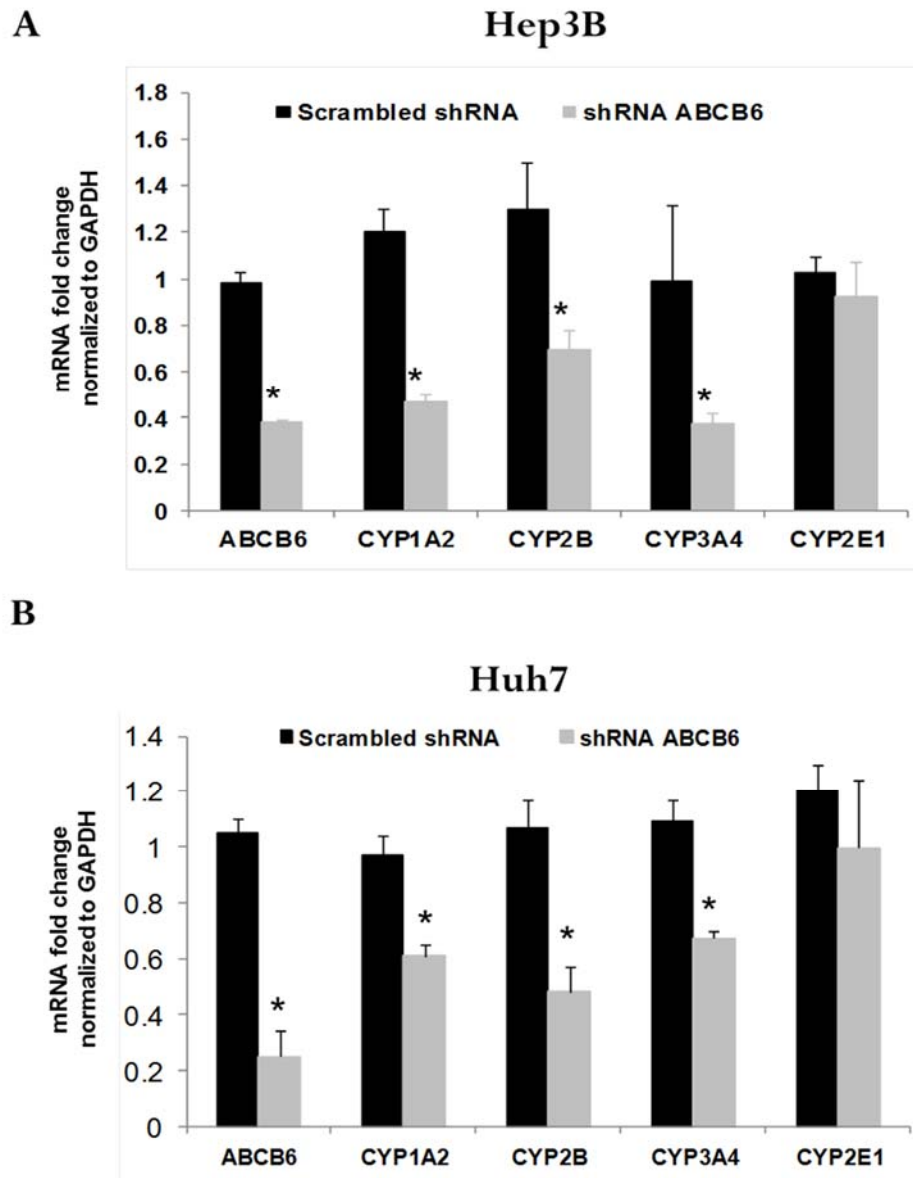 A
Hep3B
Scrambled shRNA shRNA ABCB6
mRNA fold change
normalized to GAPDH
1.8
1.6
1.4
1.2
1
0.8
0.6
0.4
0.2
0
* * * *
ABCB6 CYP1A2 CYP2B CYP3A4 CYP2E1
B
Huh7
Scrambled shRNA shRNA ABCB6
mRNA fold change
normalized to GAPDH
1.4
1.2
1
0.8
0.6
0.4
0.2
0
* * * *
ABCB6 CYP1A2 CYP2B CYP3A4 CYP2E1